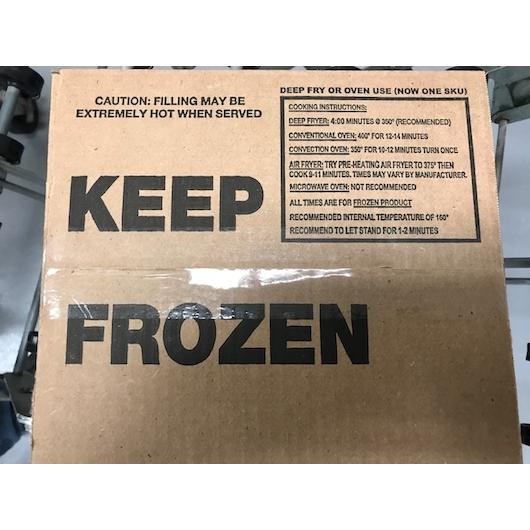 CAUTION: FILLING MAY BE
EXTREMELY HOT WHEN SERVED
KEEP
FROZEN
DEEP FRY OR OVEN USE (NOW ONE SKU)
COOKING INSTRUCTIONS:
DEEP FRYER: 4:00 MINUTES @ 350° (RECOMMENDED)
CONVENTIONAL OVEN: 400° FOR 12-14 MINUTES
CONVECTION OVEN: 350° FOR 10-12 MINUTES TURN ONCE
AIR FRYER: TRY PRE-HEATING AIR FRYER TO 375° THEN
COOK 9-11 MINUTES. TIMES MAY VARY BY MANUFACTURER.
MICROWAVE OVEN: NOT RECOMMENDED
ALL TIMES ARE FOR FROZEN PRODUCT
RECOMMENDED INTERNAL TEMPERATURE OF 160°
RECOMMEND TO LET STAND FOR 1-2 MINUTES